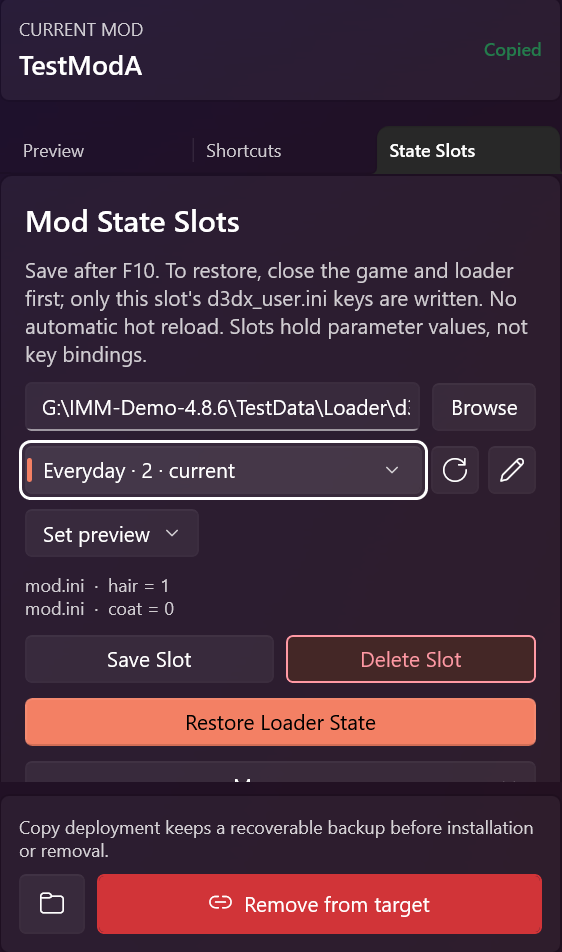 CURRENT MOD
TestModA
Copied
Preview
Shortcuts
State Slots
Mod State Slots
Save after F10. To restore, close the game and loader
first; only this slot's d3dx_user.ini keys are written. No
automatic hot reload. Slots hold parameter values, not
key bindings.
G:\IMM-Demo-4.8.6\TestData\Loader\d3
Browse
Everyday · 2 · current
Set preview
mod.ini · hair = 1
mod.ini · coat = 0
Save Slot
Delete Slot
Restore Loader State
Copy deployment keeps a recoverable backup before installation
or removal.
Remove from target